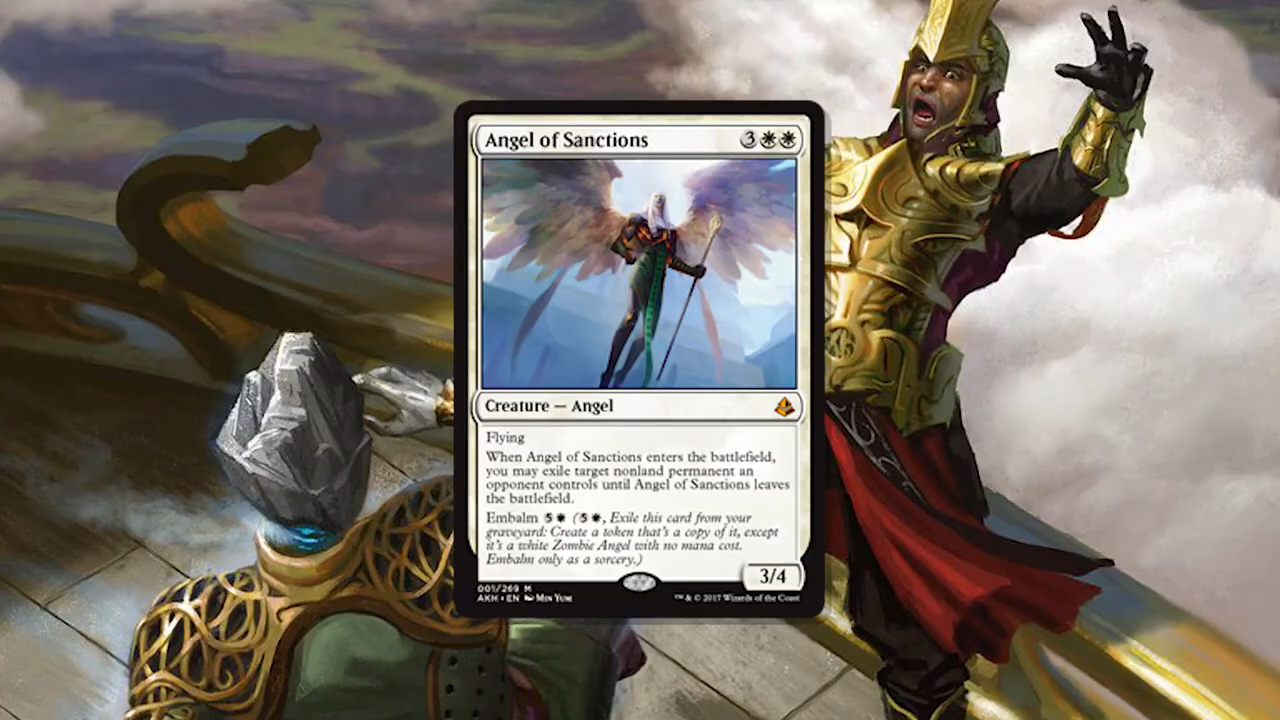 Angel of Sanctions 3
Creature — Angel
Flying
When Angel of Sanctions enters the battlefield,
you may exile target nonland permanent an
opponent controls until Angel of Sanctions leaves
the battlefield.
Embalm 5 (5, Exile this card from your
graveyard: Create a token that's a copy of it, except
it's a white Zombie Angel with no mana cost.
Embalm only as a sorcery.)
3/4
001/269 M
AKH • EN Min Yum
™ & © 2017 Wizards of the Coast